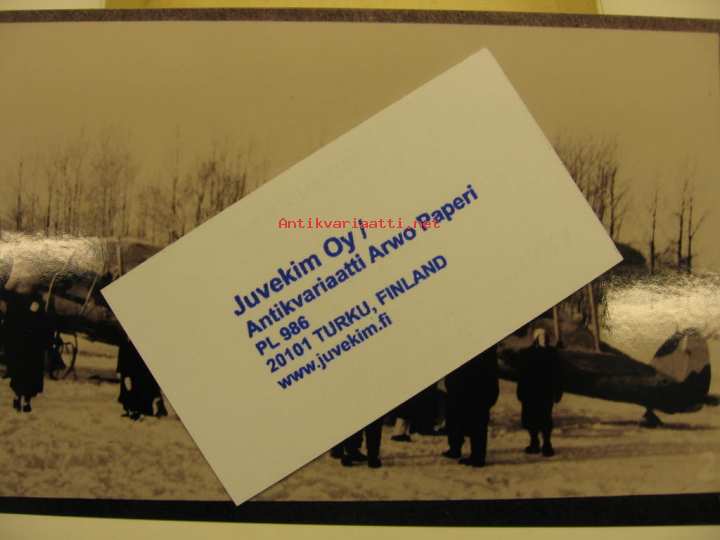 Antikvariaatti.net
Juvekim Oy /
Antikvariaatti Arwo Paperi
PL 986
20101 TURKU, FINLAND
www.juvekim.fi